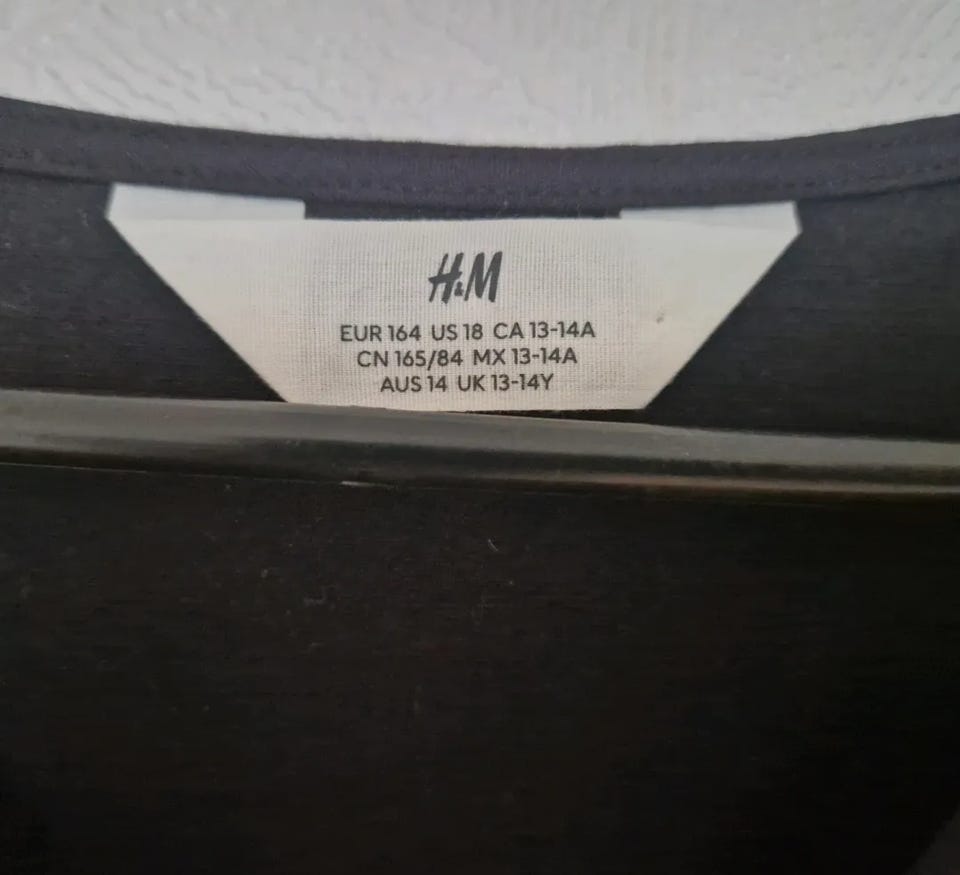 H&M
EUR 164 US 18 CA 13-14A
CN 165/84 MX 13-14A
AUS 14 UK 13-14Y